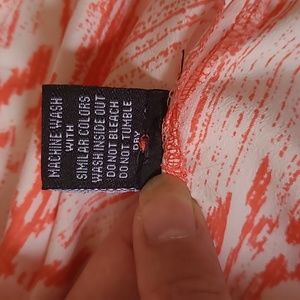 MACHINE WASH
WITH
SIMILAR COLORS
WASH INSIDE OUT
DO NOT BLEACH
DO NOT TUMBLE
DRY